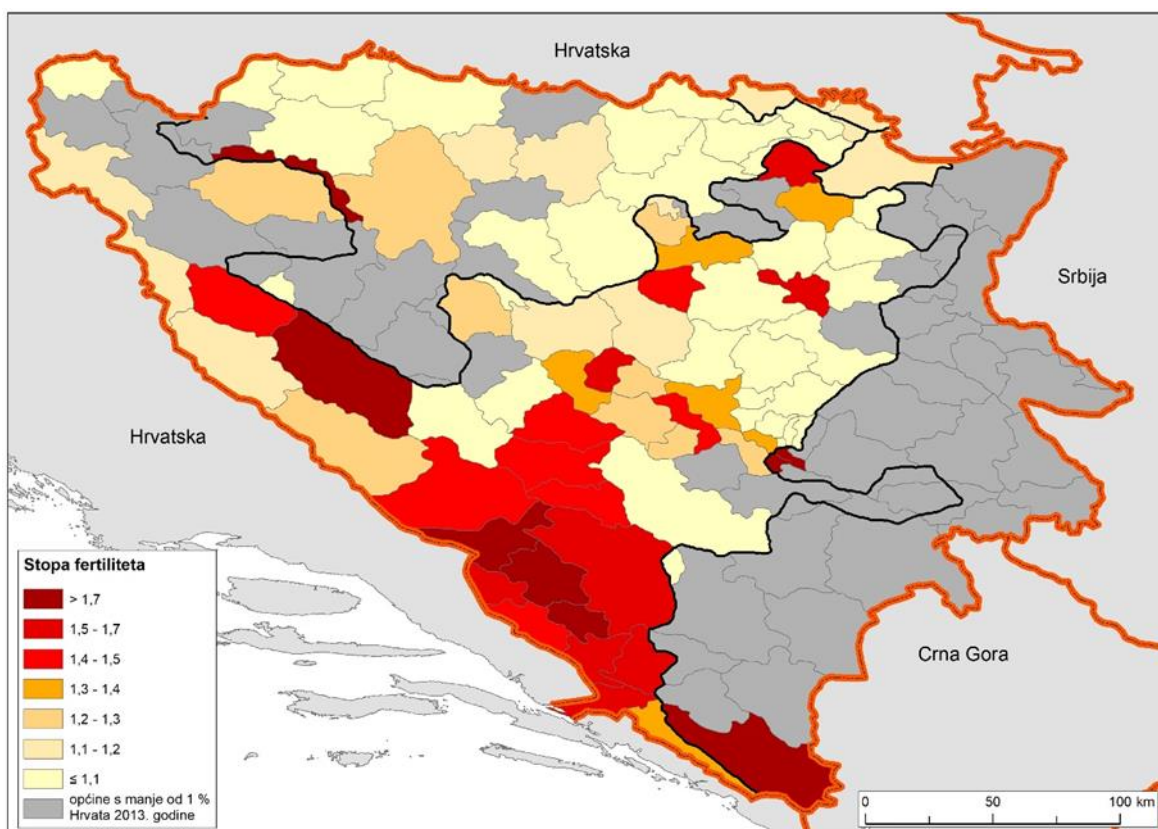 Hrvatska
Srbija
Hrvatska
Crna Gora
Stopa fertiliteta
> 1,7
1,5 - 1,7
1,4 - 1,5
1,3 - 1,4
1,2 - 1,3
1,1 - 1,2
≤ 1,1
općine s manje od 1 %
Hrvata 2013. godine
0 50 100 km